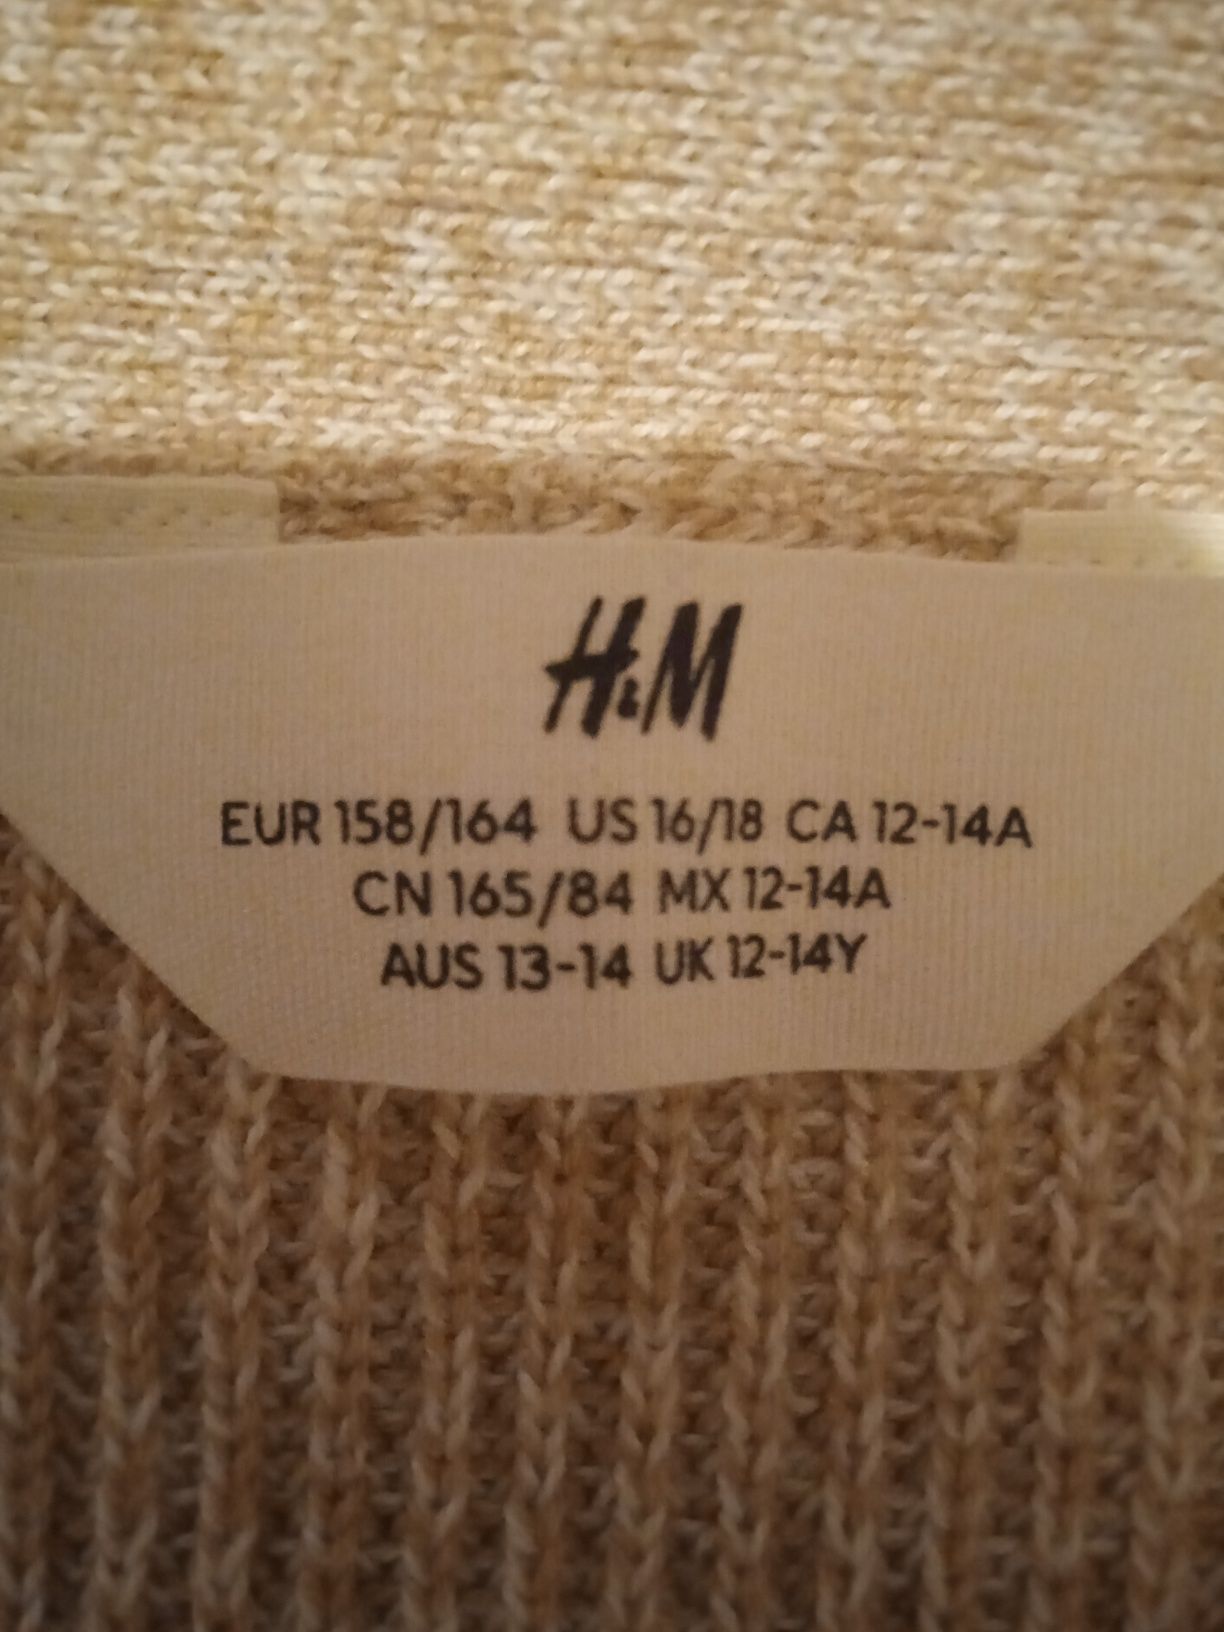 H&M
EUR 158/164 US 16/18 CA 12-14A
CN 165/84 MX 12-14A
AUS 13-14 UK 12-14Y